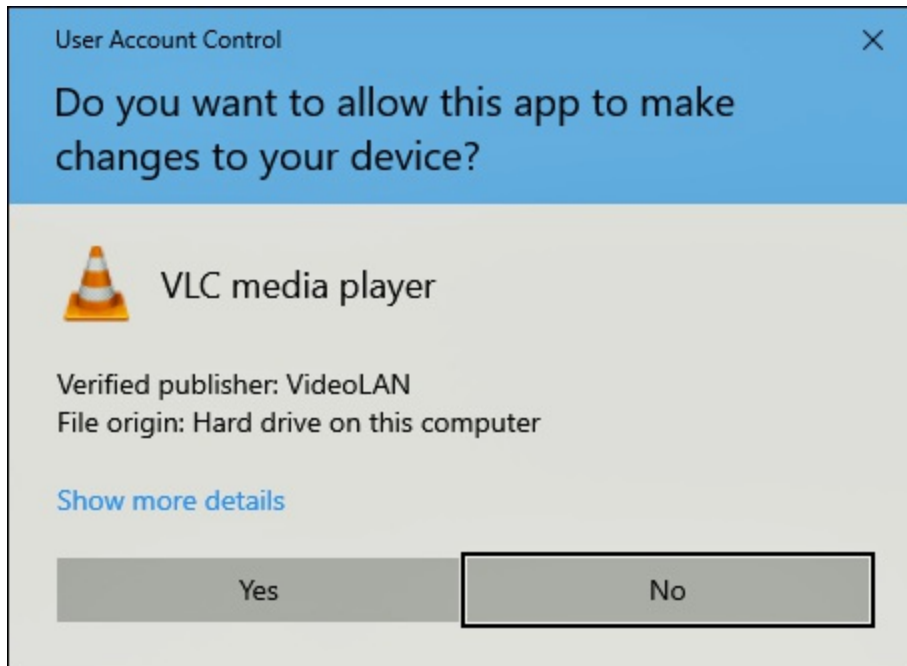 User Account Control
Do you want to allow this app to make
changes to your device?
VLC media player
Verified publisher: VideoLAN
File origin: Hard drive on this computer
Show more details
Yes
No